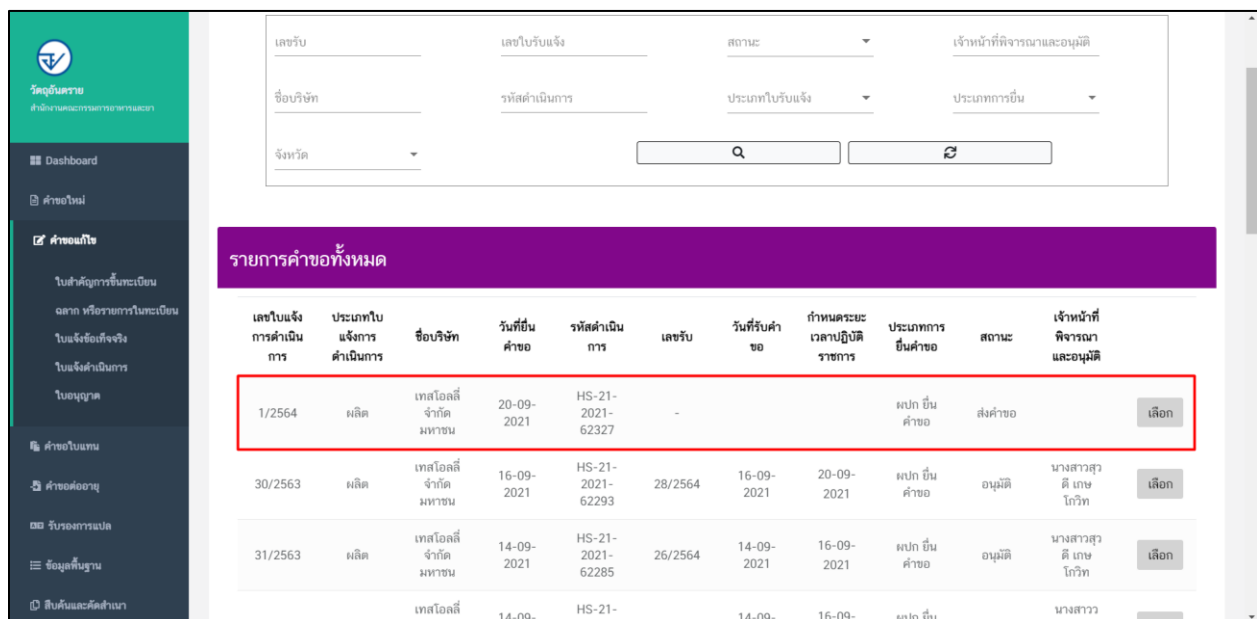 วัตถุอันตราย
สำนักงานคณะกรรมการอาหารและยา
Dashboard
คำขอใหม่
คำขอแก้ไข
ใบสำคัญการขึ้นทะเบียน
ฉลาก หรือรายการในทะเบียน
ใบแจ้งข้อเท็จจริง
ใบแจ้งดำเนินการ
ใบอนุญาต
คำขอใบแทน
คำขอต่ออายุ
รับรองการแปล
ข้อมูลพื้นฐาน
สืบค้นและคัดสำเนา
เลขรับ เลขใบรับแจ้ง สถานะ เจ้าหน้าที่พิจารณาและอนุมัติ
ชื่อบริษัท รหัสดำเนินการ ประเภทใบรับแจ้ง ประเภทการยื่น
จังหวัด
รายการคำขอทั้งหมด
เลขใบแจ้ง ประเภทใบ กำหนดระยะ เจ้าหน้าที่
การดำเนิน แจ้งการ ชื่อบริษัท วันที่ยื่น รหัสดำเนิน เลขรับ วันที่รับคำ เวลาปฏิบัติ ประเภทการ สถานะ พิจารณา
การ ดำเนินการ คำขอ การ ขอ ราชการ ยื่นคำขอ และอนุมัติ
เทสโอลลี่ HS-21-
1/2564 ผลิต จำกัด 20-09- 2021- - ผปก ยื่น ส่งคำขอ เลือก
มหาชน 2021 62327 คำขอ
เทสโอลลี่ HS-21- นางสาวสุว
30/2563 ผลิต จำกัด 16-09- 2021- 28/2564 16-09- 20-09- ผปก ยื่น อนุมัติ ดี เกษ เลือก
มหาชน 2021 62293 2021 2021 คำขอ โกวิท
เทสโอลลี่ HS-21- นางสาวสุว
31/2563 ผลิต จำกัด 14-09- 2021- 26/2564 14-09- 16-09- ผปก ยื่น อนุมัติ ดี เกษ เลือก
มหาชน 2021 62285 2021 2021 คำขอ โกวิท
เทสโอลลี่ HS-21- นางสาวว
14-09- 14-09- 16-09- ผปก ยื่น